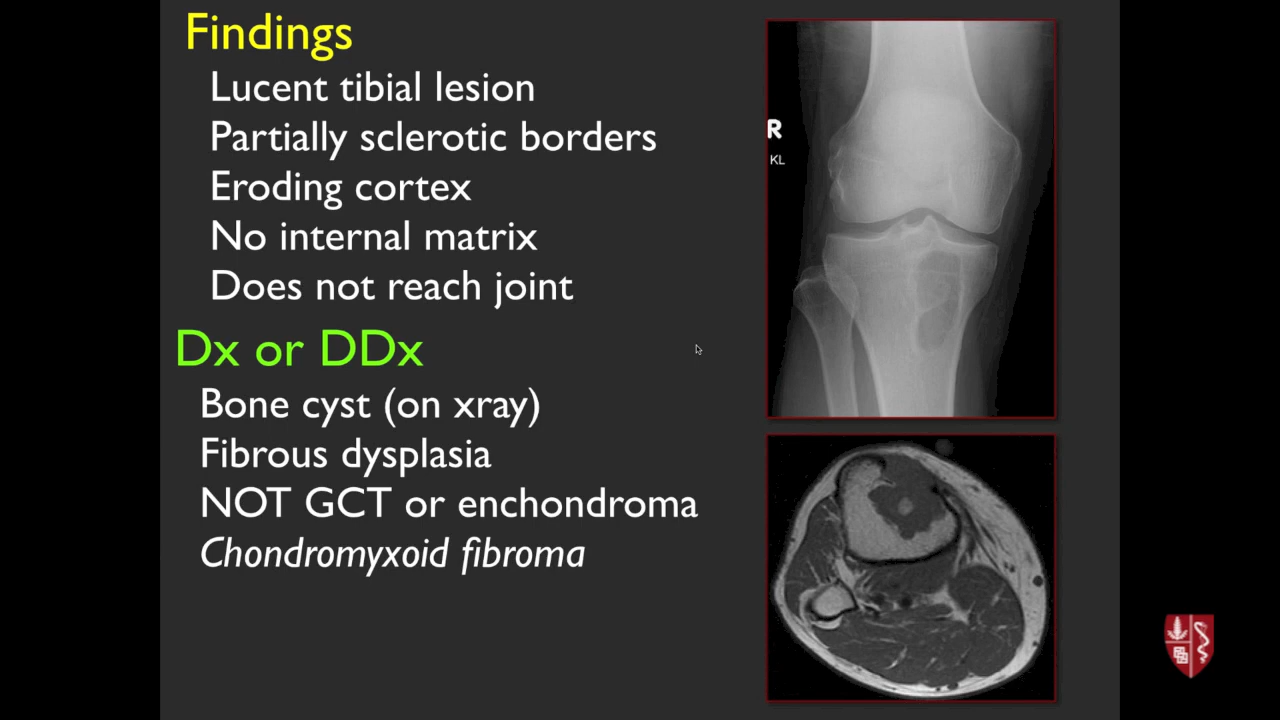 Findings
Lucent tibial lesion
Partially sclerotic borders
Eroding cortex
No internal matrix
Does not reach joint
Dx or DDx
Bone cyst (on xray)
Fibrous dysplasia
NOT GCT or enchondroma
Chondromyxoid fibroma
R
KL